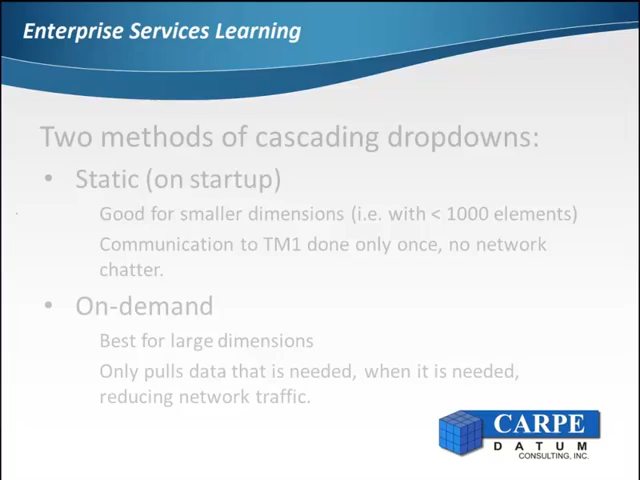 Enterprise Services Learning
Two methods of cascading dropdowns:
• Static (on startup)
Good for smaller dimensions (i.e. with < 1000 elements)
Communication to TM1 done only once, no network
chatter.
• On-demand
Best for large dimensions
Only pulls data that is needed, when it is needed,
reducing network traffic.
CARPE
DATUM
CONSULTING, INC.